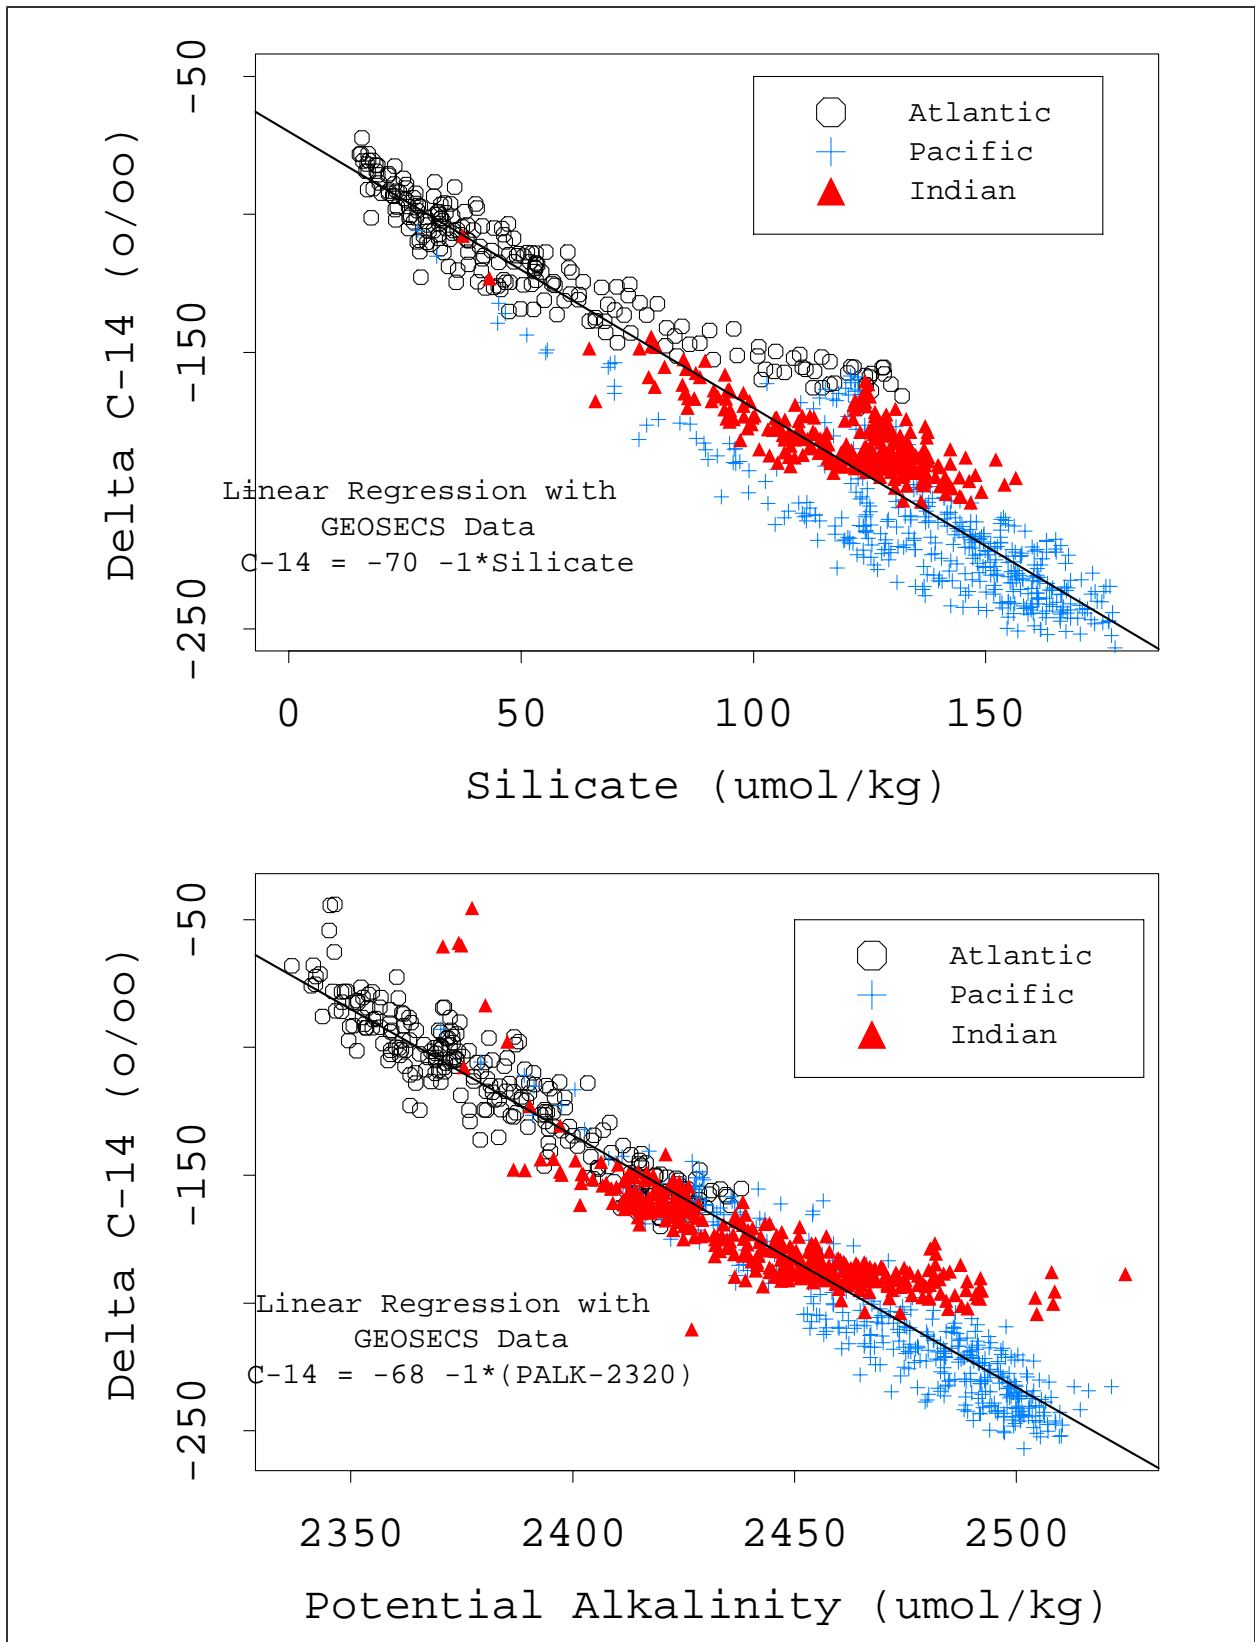 Delta C-14 (o/oo)
-50
-150
-250
Atlantic
Pacific
Indian
Linear Regression with
GEOSECS Data
C-14 = -70 -1*Silicate
0 50 100 150
Silicate (umol/kg)
Delta C-14 (o/oo)
-50
-150
-250
Atlantic
Pacific
Indian
Linear Regression with
GEOSECS Data
C-14 = -68 -1*(PALK-2320)
2350 2400 2450 2500
Potential Alkalinity (umol/kg)